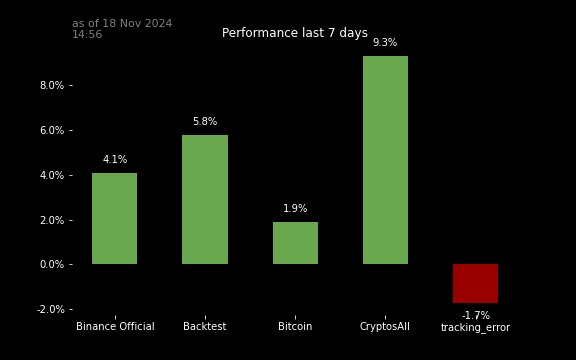 as of 18 Nov 2024
14:56
Performance last 7 days
9.3%
8.0%
5.8%
6.0%
4.1%
4.0%
1.9%
2.0%
0.0%
-2.0%
-1.7%
Binance Official
Backtest
Bitcoin
CryptosAll
tracking_error